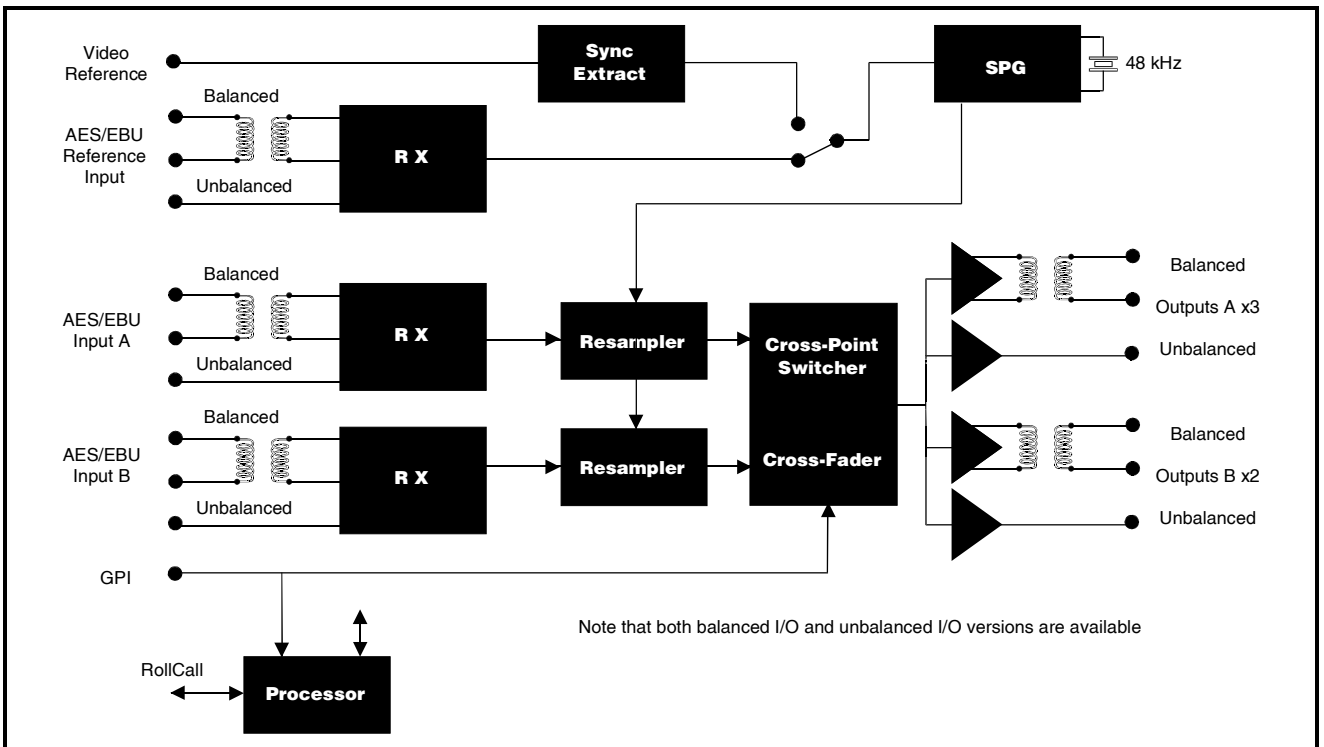 Video
Reference
Sync
Extract
SPG
48 kHz
Balanced
AES/EBU
Reference
Input
R X
Unbalanced
Balanced
AES/EBU
Input A
R X
Unbalanced
Resampler
Cross-Point
Switcher
Balanced
Outputs A x3
Unbalanced
Balanced
AES/EBU
Input B
R X
Unbalanced
Resampler
Cross-Fader
Balanced
Outputs B x2
Unbalanced
GPI
Note that both balanced I/O and unbalanced I/O versions are available
RollCall
Processor